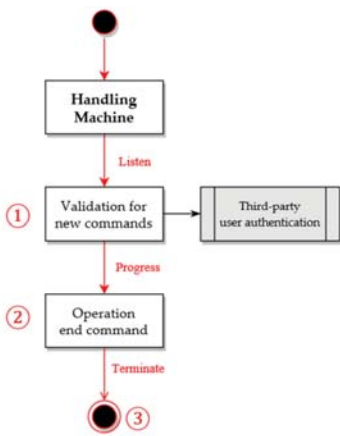 Handling
Machine
Listen
①
Validation for
new commands
Third-party
user authentication
Progress
②
Operation
end command
Terminate
③